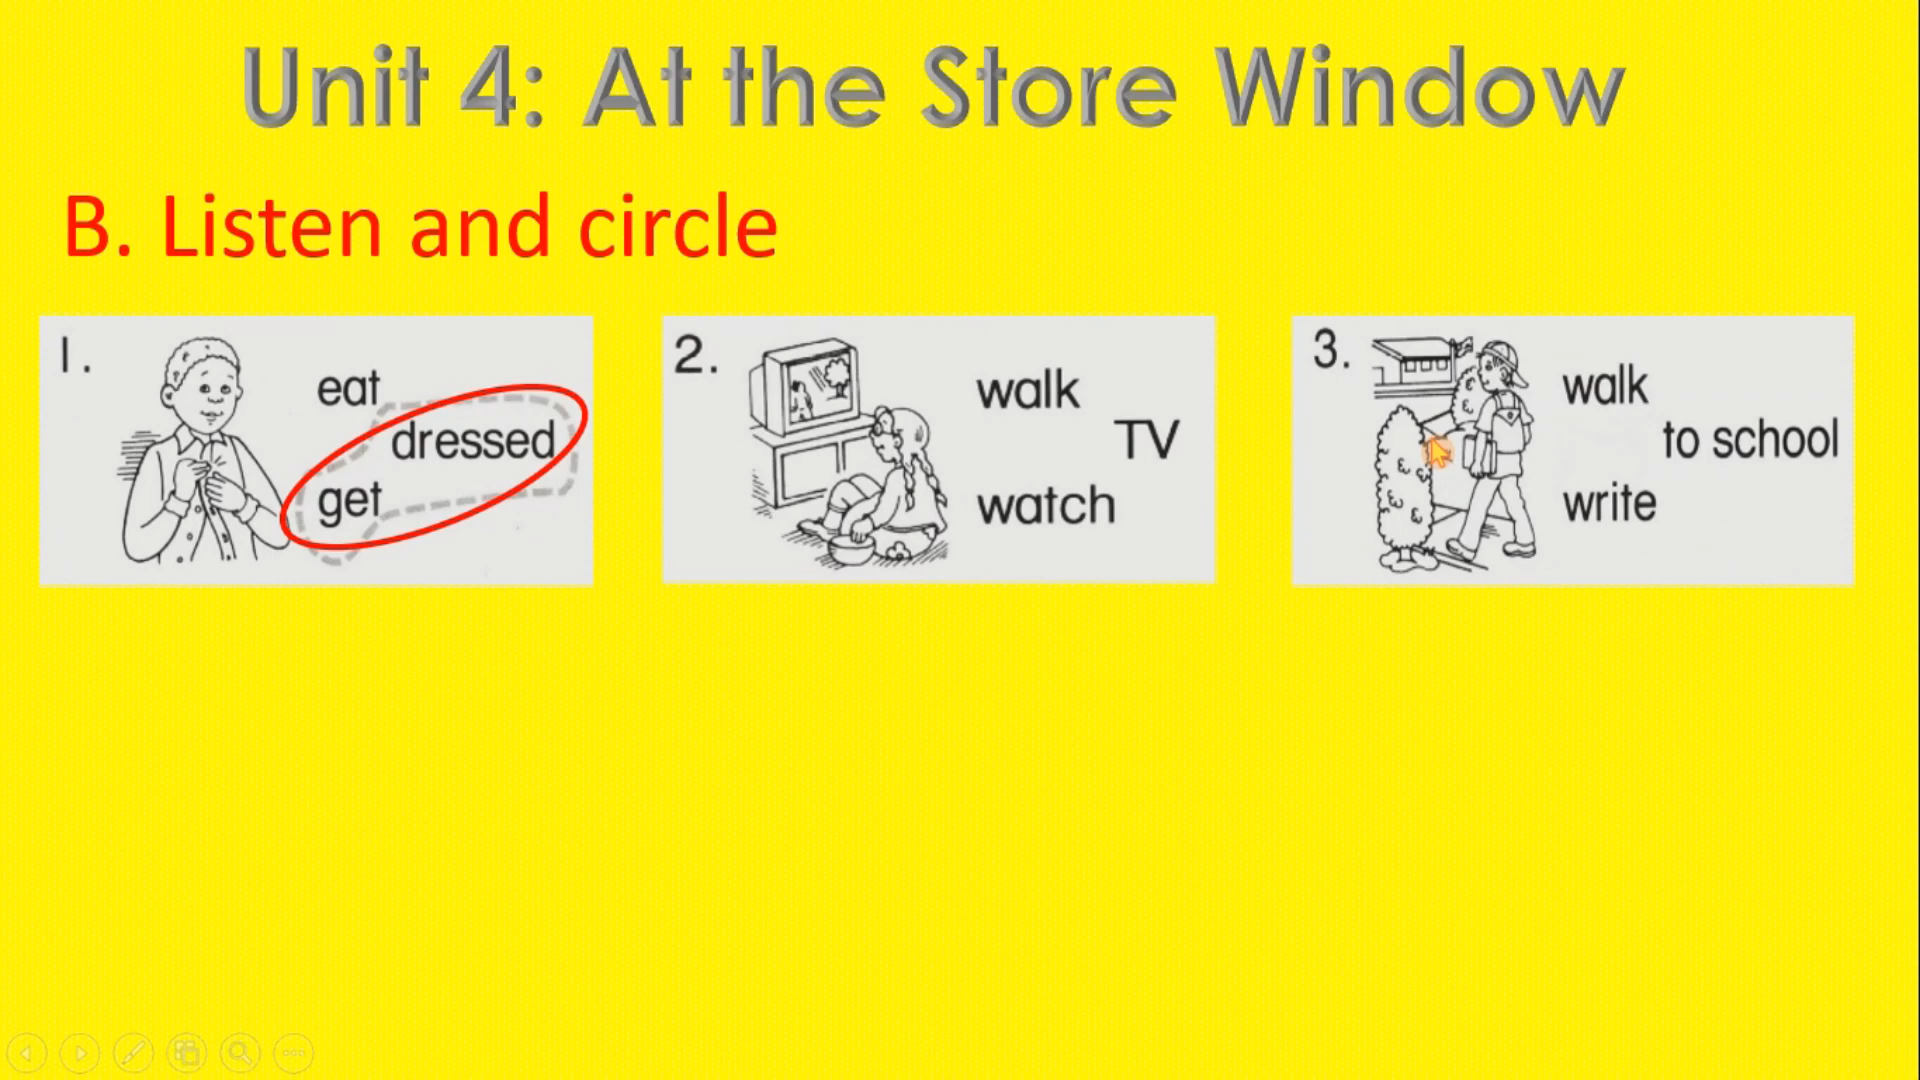 Unit 4: At the Store Window
B. Listen and circle
1.
eat
dressed
get
2.
walk
TV
watch
3.
walk
to school
write